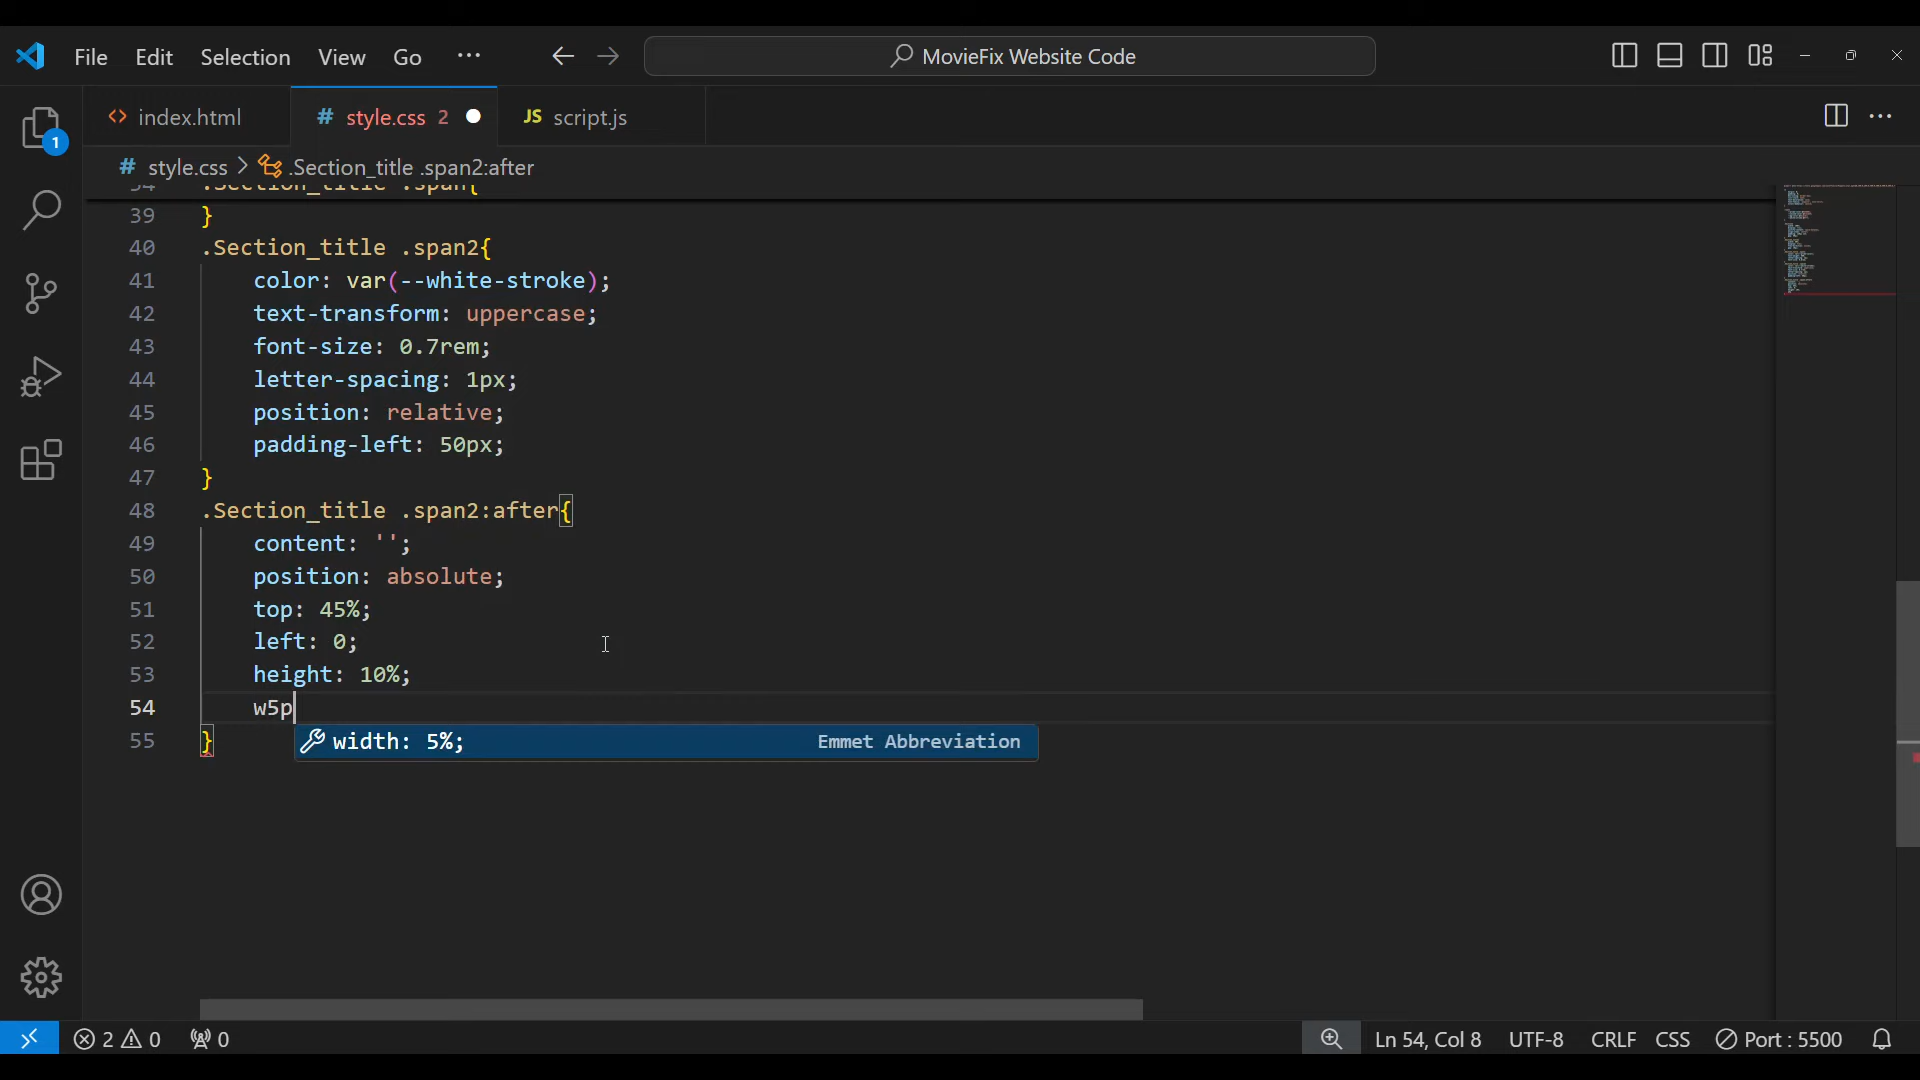 File Edit Selection View Go ··· MovieFix Website Code
1
index.html # style.css 2 JS script.js
# style.css > .Section_title .span2:after
34 .Section_title .span{
39 }
40 .Section_title .span2{
41 color: var(--white-stroke);
42 text-transform: uppercase;
43 font-size: 0.7rem;
44 letter-spacing: 1px;
45 position: relative;
46 padding-left: 50px;
47 }
48 .Section_title .span2:after{
49 content: '';
50 position: absolute;
51 top: 45%;
52 left: 0;
53 height: 10%;
54 w5p
55 }
width: 5%; Emmet Abbreviation
2 0 0 Ln 54, Col 8 UTF-8 CRLF CSS Port : 5500